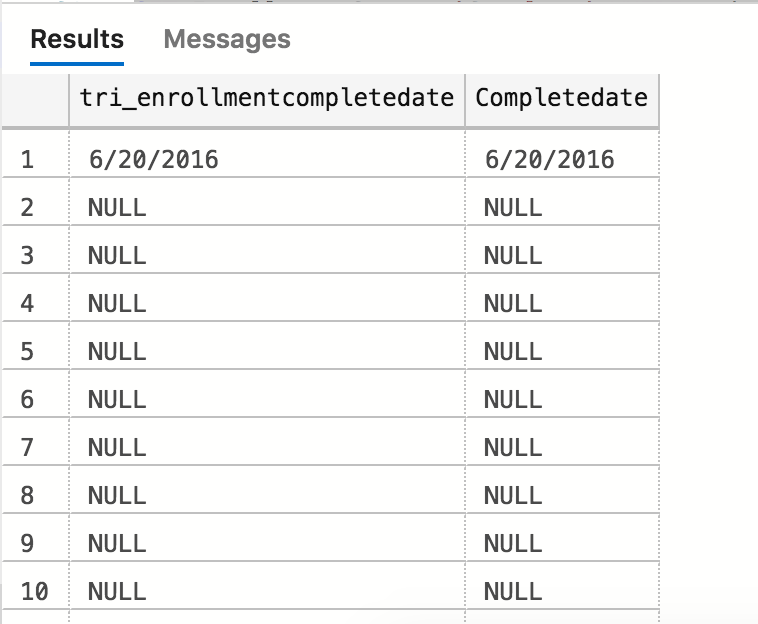 Results Messages
tri_enrollmentcompletedate Completedate
1 6/20/2016 6/20/2016
2 NULL NULL
3 NULL NULL
4 NULL NULL
5 NULL NULL
6 NULL NULL
7 NULL NULL
8 NULL NULL
9 NULL NULL
10 NULL NULL